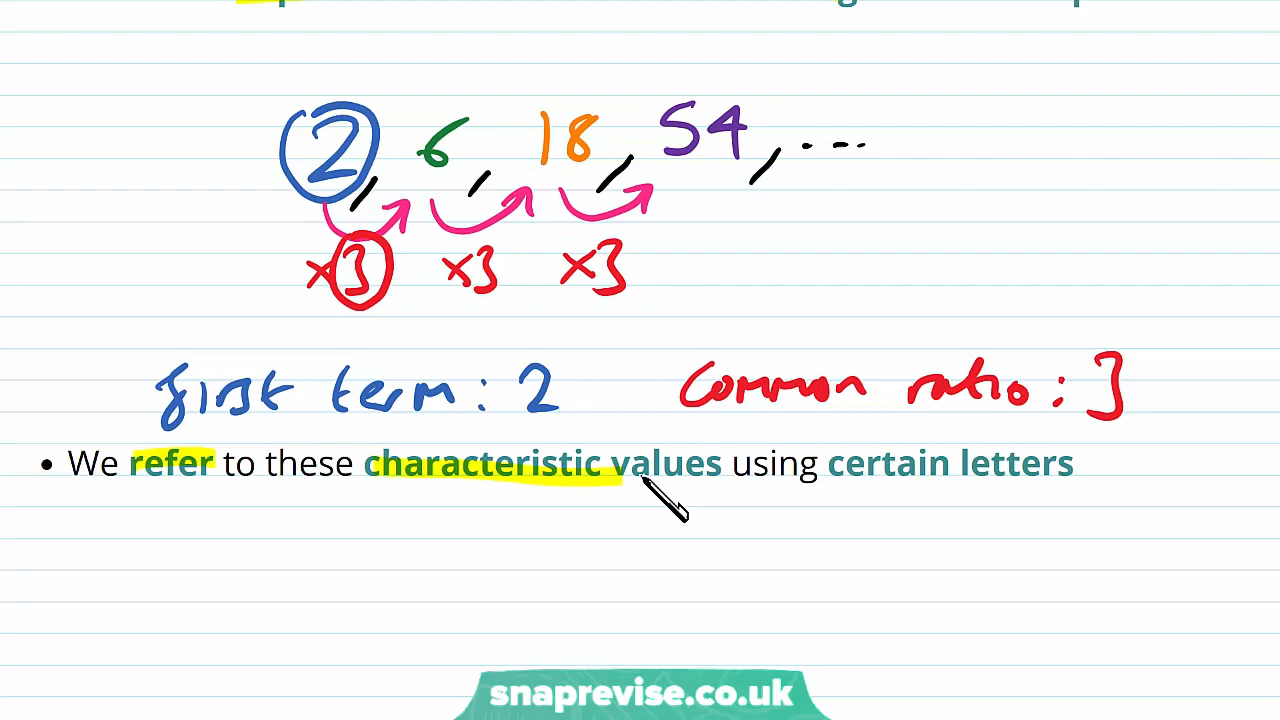 2, 6, 18, 54, ...
×3 ×3 ×3
first term: 2 common ratio: 3
• We refer to these characteristic values using certain letters
snaprevise.co.uk